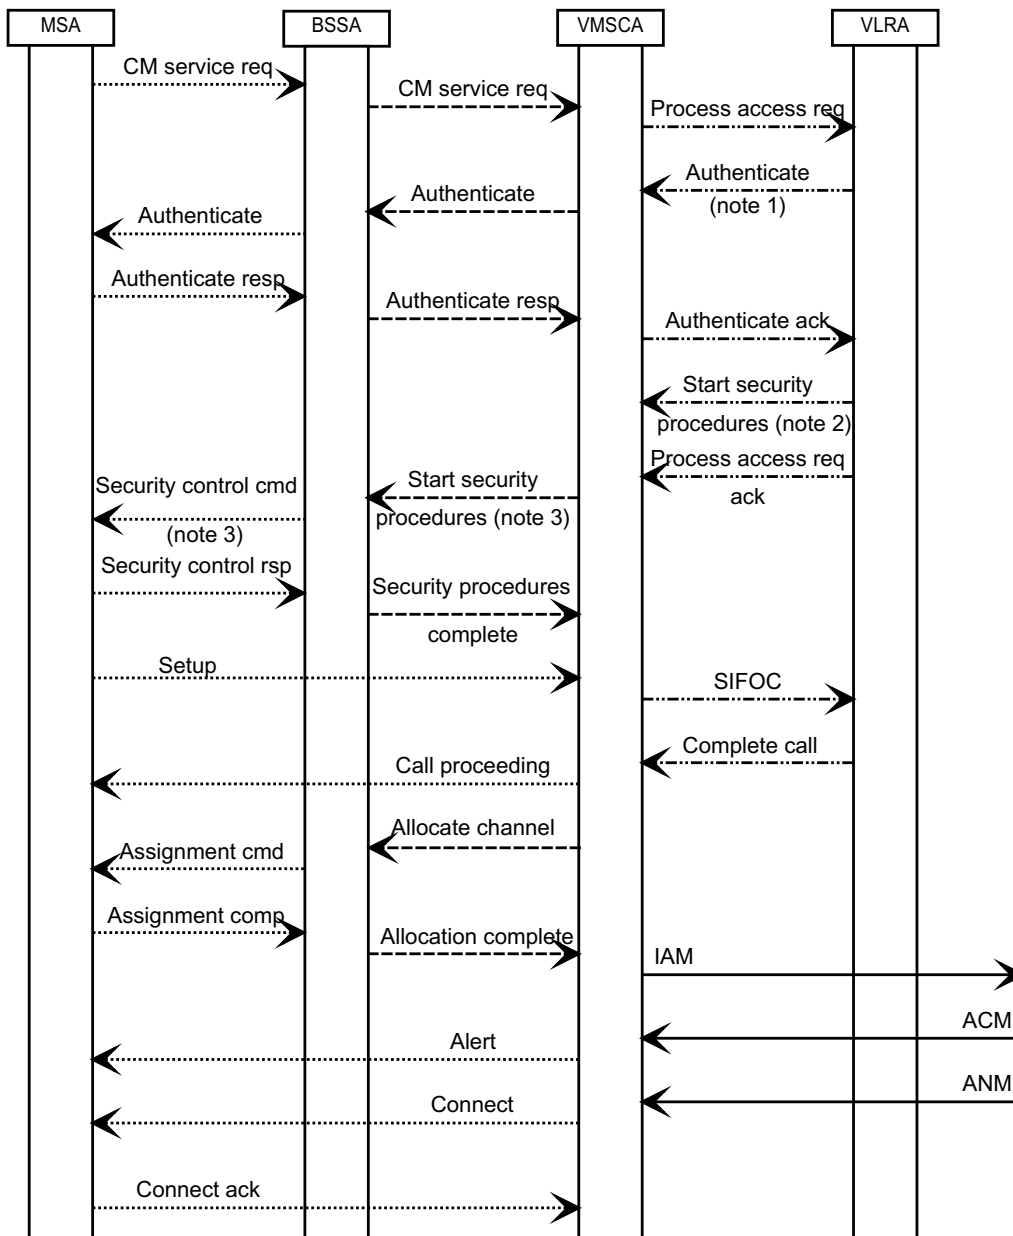 MSA
BSSA
VMSCA
VLRA
CM service req
CM service req
Process access req
Authenticate
(note 1)
Authenticate
Authenticate
Authenticate resp
Authenticate resp
Authenticate ack
Start security
procedures (note 2)
Process access req
ack
Start security
procedures (note 3)
Security control cmd
(note 3)
Security control rsp
Security procedures
complete
Setup
SIFOC
Complete call
Call proceeding
Allocate channel
Assignment cmd
Assignment comp
Allocation complete
IAM
ACM
Alert
ANM
Connect
Connect ack